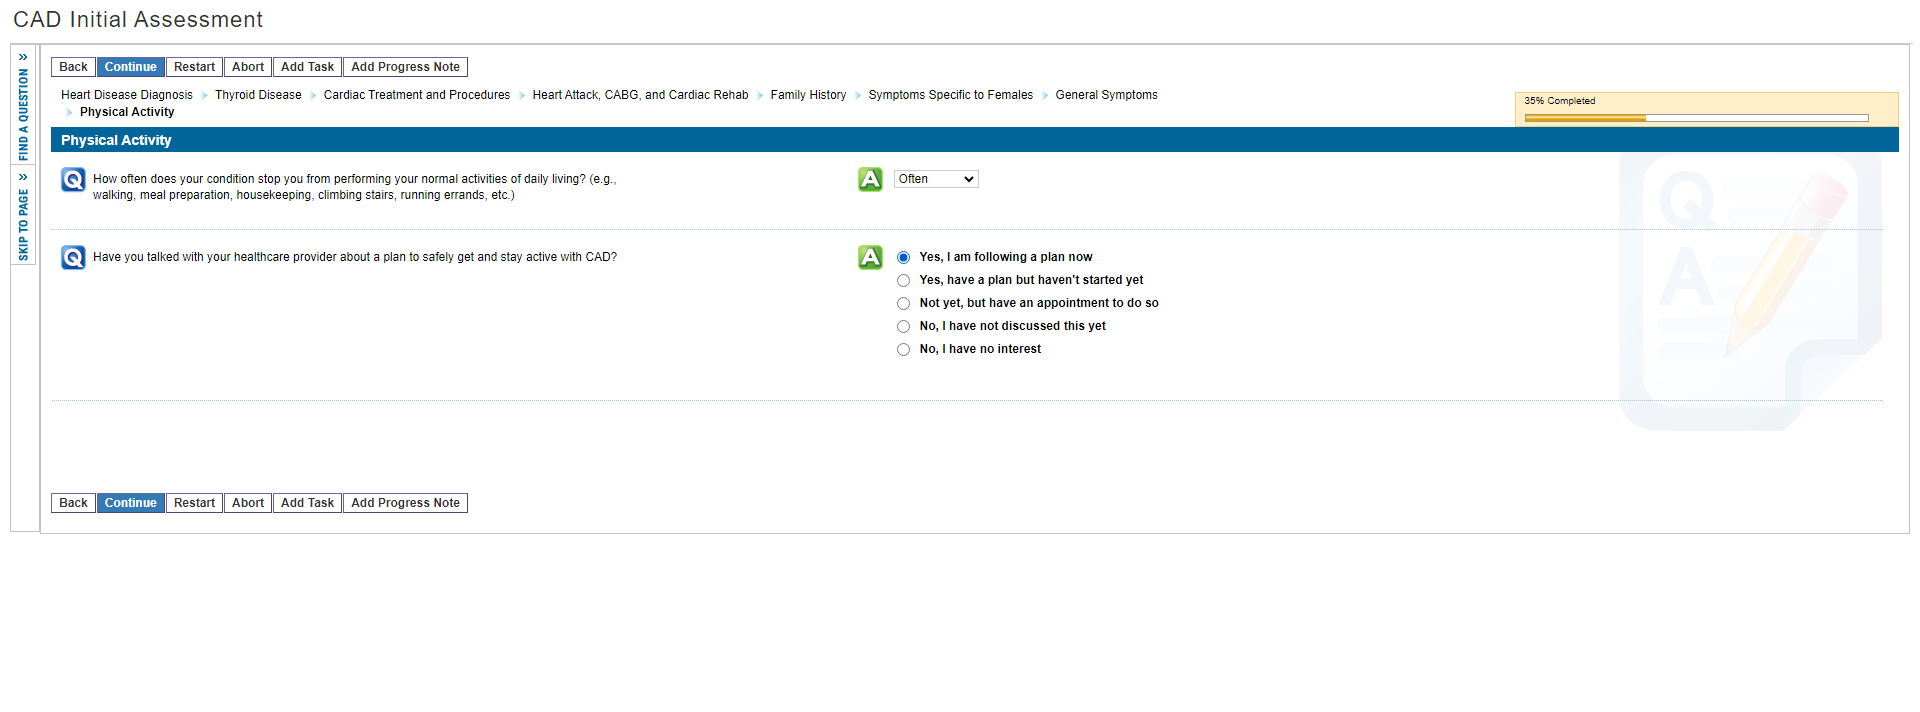 CAD Initial Assessment
FIND A QUESTION »
SKIP TO PAGE »
Back Continue Restart Abort Add Task Add Progress Note
Heart Disease Diagnosis Thyroid Disease Cardiac Treatment and Procedures Heart Attack, CABG, and Cardiac Rehab Family History Symptoms Specific to Females General Symptoms
Physical Activity
35% Completed
Physical Activity
Q How often does your condition stop you from performing your normal activities of daily living? (e.g.,
walking, meal preparation, housekeeping, climbing stairs, running errands, etc.)
A Often
Q Have you talked with your healthcare provider about a plan to safely get and stay active with CAD?
A Yes, I am following a plan now
Yes, have a plan but haven't started yet
Not yet, but have an appointment to do so
No, I have not discussed this yet
No, I have no interest
Q
A
Back Continue Restart Abort Add Task Add Progress Note